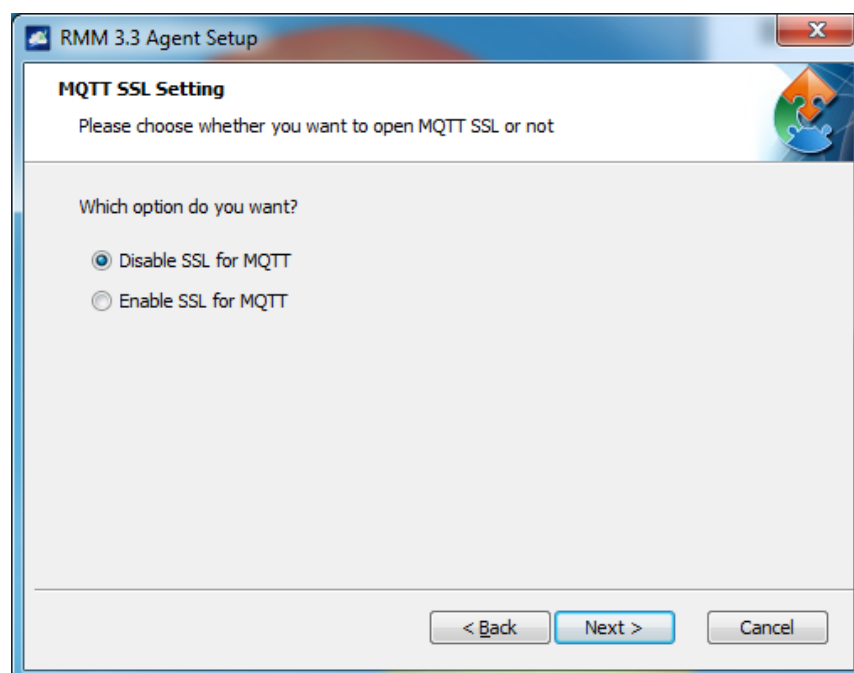 RMM 3.3 Agent Setup
MQTT SSL Setting
Please choose whether you want to open MQTT SSL or not
Which option do you want?
Disable SSL for MQTT
Enable SSL for MQTT
< Back Next > Cancel